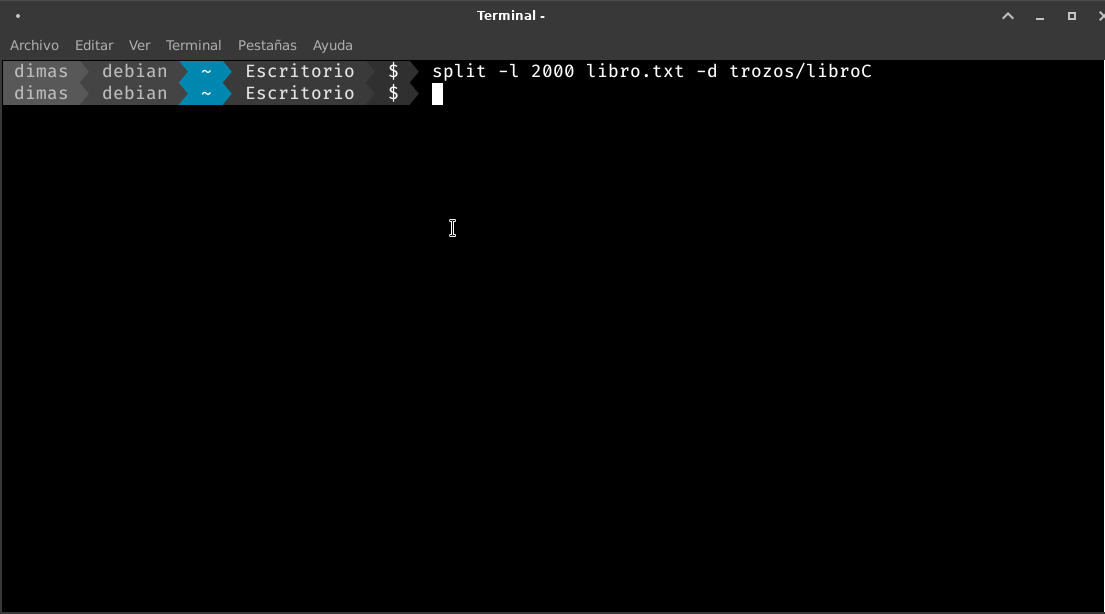 Terminal -
Archivo Editar Ver Terminal Pestañas Ayuda
dimas debian ~ Escritorio $ split -l 2000 libro.txt -d trozos/libroC
dimas debian ~ Escritorio $